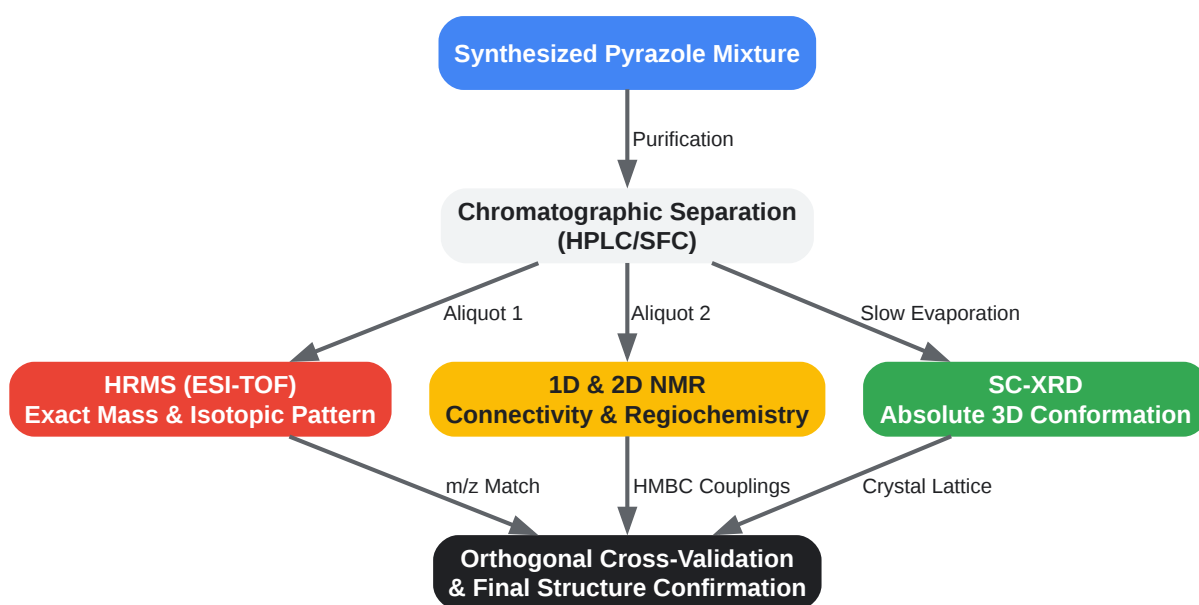 Synthesized Pyrazole Mixture
Purification
Chromatographic Separation
(HPLC/SFC)
Aliquot 1
Aliquot 2
Slow Evaporation
HRMS (ESI-TOF)
Exact Mass & Isotopic Pattern
1D & 2D NMR
Connectivity & Regiochemistry
SC-XRD
Absolute 3D Conformation
m/z Match
HMBC Couplings
Crystal Lattice
Orthogonal Cross-Validation
& Final Structure Confirmation